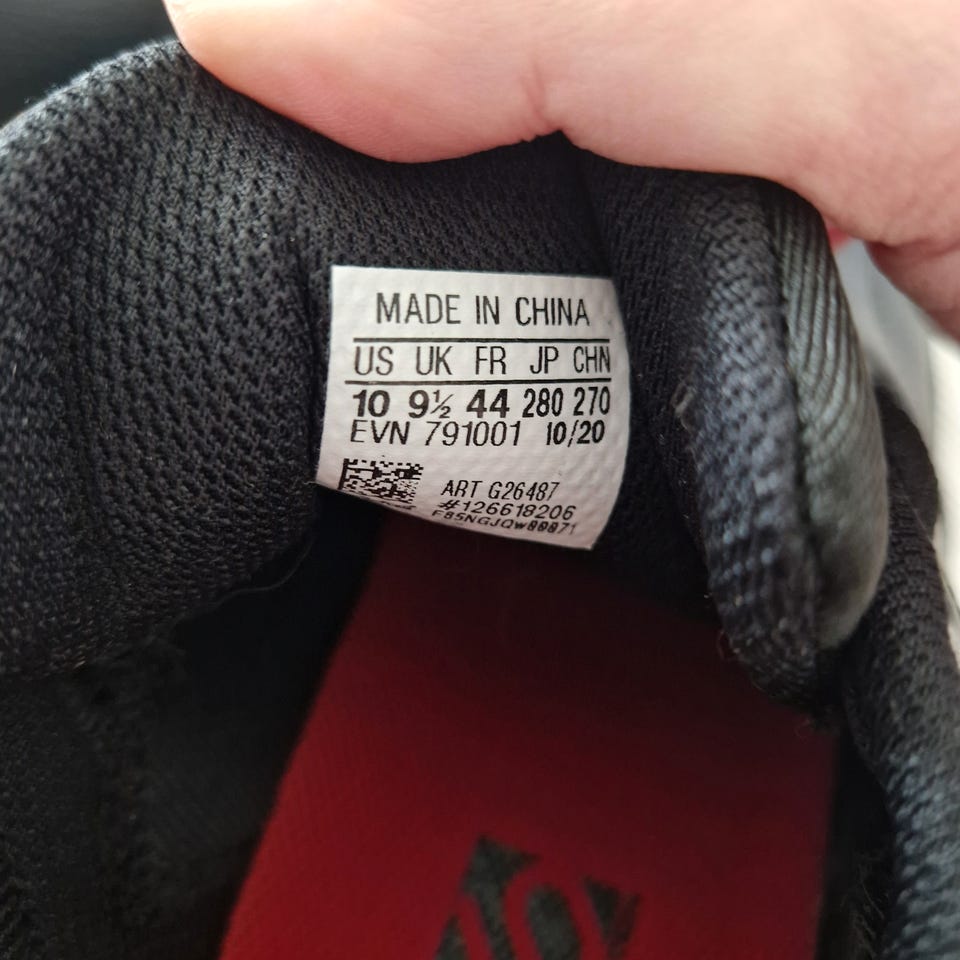 MADE IN CHINA
US UK FR JP CHN
10 9½ 44 280 270
EVN 791001 10/20
ART G26487
#126618206